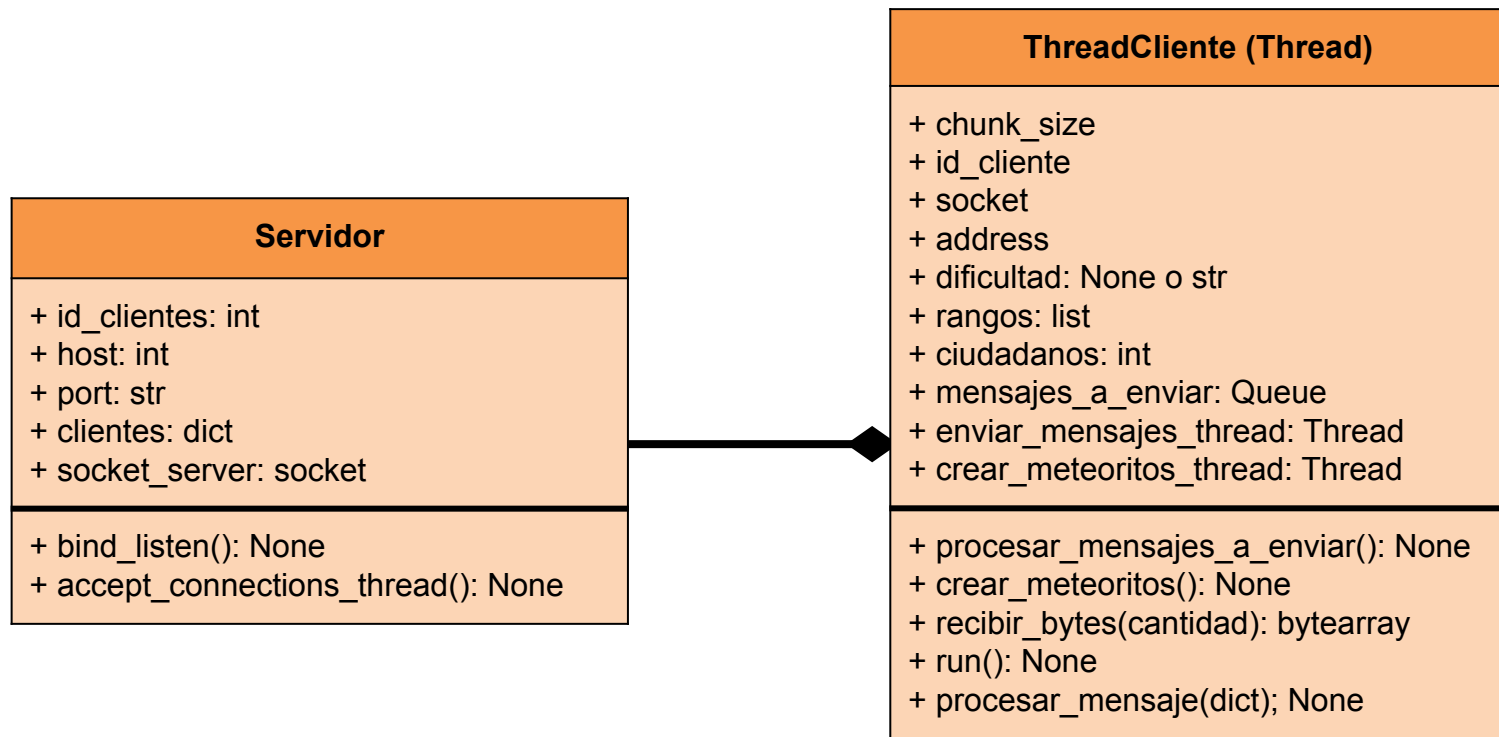 Servidor
+ id_clientes: int
+ host: int
+ port: str
+ clientes: dict
+ socket_server: socket
+ bind_listen(): None
+ accept_connections_thread(): None
ThreadCliente (Thread)
+ chunk_size
+ id_cliente
+ socket
+ address
+ dificultad: None o str
+ rangos: list
+ ciudadanos: int
+ mensajes_a_enviar: Queue
+ enviar_mensajes_thread: Thread
+ crear_meteoritos_thread: Thread
+ procesar_mensajes_a_enviar(): None
+ crear_meteoritos(): None
+ recibir_bytes(cantidad): bytearray
+ run(): None
+ procesar_mensaje(dict); None